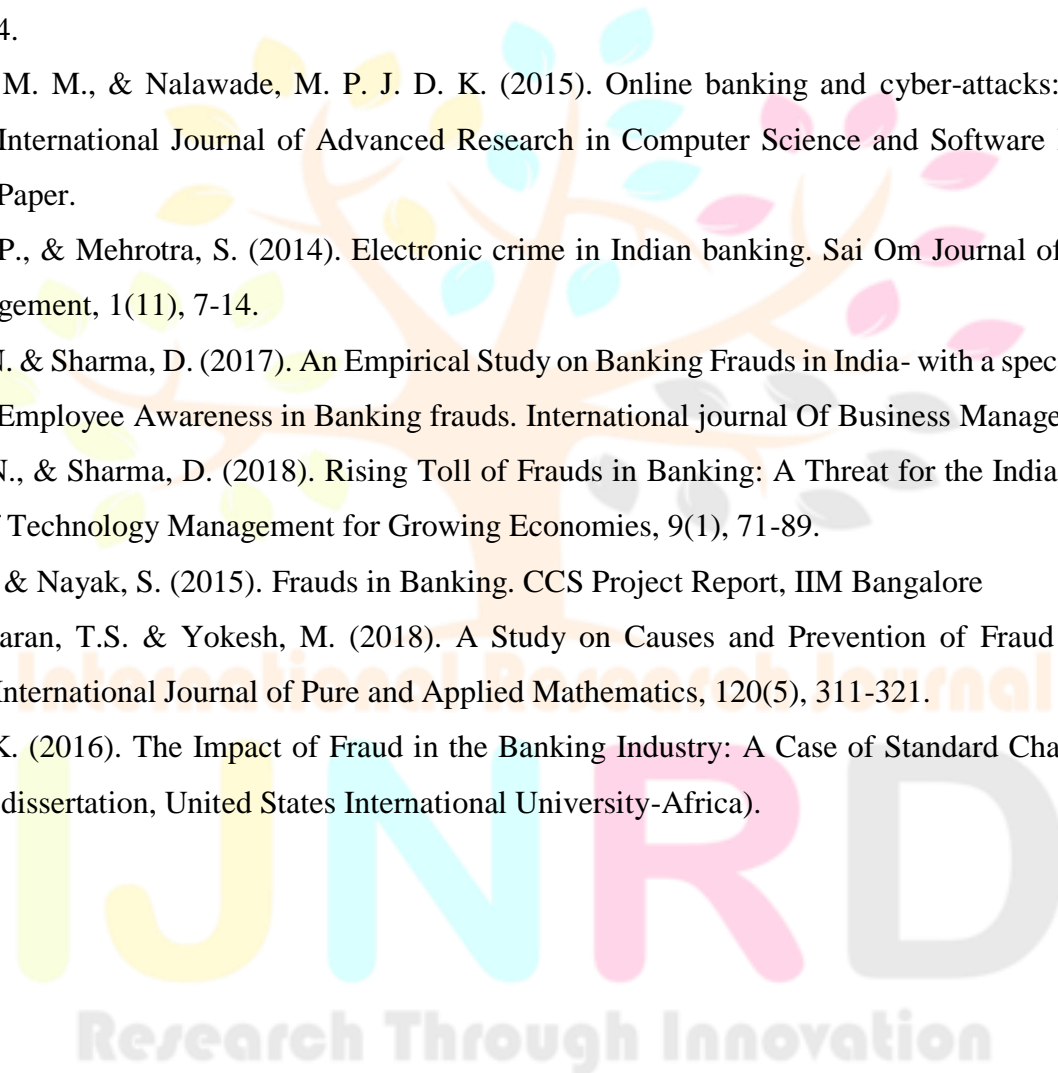 4.
M. M., & Nalawade, M. P. J. D. K. (2015). Online banking and cyber-attacks:
International Journal of Advanced Research in Computer Science and Software
Paper.
P., & Mehrotra, S. (2014). Electronic crime in Indian banking. Sai Om Journal of
gement, 1(11), 7-14.
N. & Sharma, D. (2017). An Empirical Study on Banking Frauds in India- with a spec
Employee Awareness in Banking frauds. International journal Of Business Manage
N., & Sharma, D. (2018). Rising Toll of Frauds in Banking: A Threat for the India
f Technology Management for Growing Economies, 9(1), 71-89.
& Nayak, S. (2015). Frauds in Banking. CCS Project Report, IIM Bangalore
aran, T.S. & Yokesh, M. (2018). A Study on Causes and Prevention of Fraud
International Journal of Pure and Applied Mathematics, 120(5), 311-321.
International Research Journal
K. (2016). The Impact of Fraud in the Banking Industry: A Case of Standard Cha
dissertation, United States International University-Africa).
IJNRD
Research Through Innovation